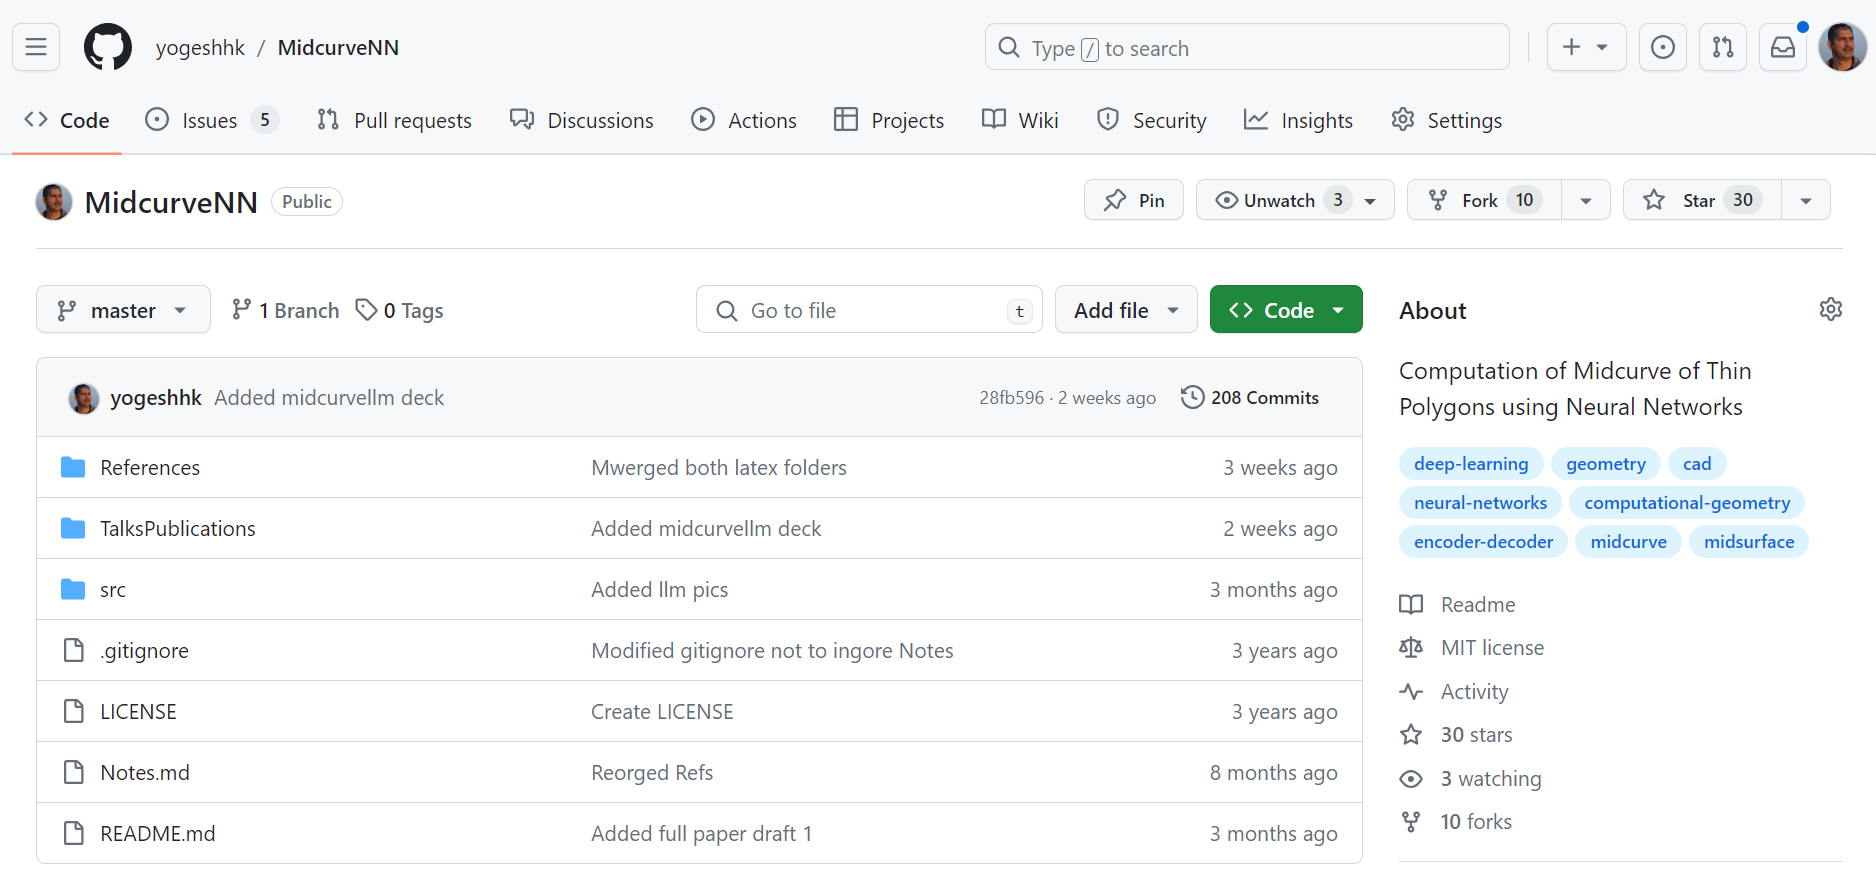 yogeshhk / MidcurveNN
Type / to search
Code Issues 5 Pull requests Discussions Actions Projects Wiki Security Insights Settings
MidcurveNN Public
Pin Unwatch 3 Fork 10 Star 30
master 1 Branch 0 Tags Go to file t Add file Code
yogeshhk Added midcurvellm deck 28fb596 · 2 weeks ago 208 Commits
References Mwerged both latex folders 3 weeks ago
TalksPublications Added midcurvellm deck 2 weeks ago
src Added llm pics 3 months ago
.gitignore Modified gitignore not to ingore Notes 3 years ago
LICENSE Create LICENSE 3 years ago
Notes.md Reorged Refs 8 months ago
README.md Added full paper draft 1 3 months ago
About
Computation of Midcurve of Thin
Polygons using Neural Networks
deep-learning geometry cad
neural-networks computational-geometry
encoder-decoder midcurve midsurface
Readme
MIT license
Activity
30 stars
3 watching
10 forks